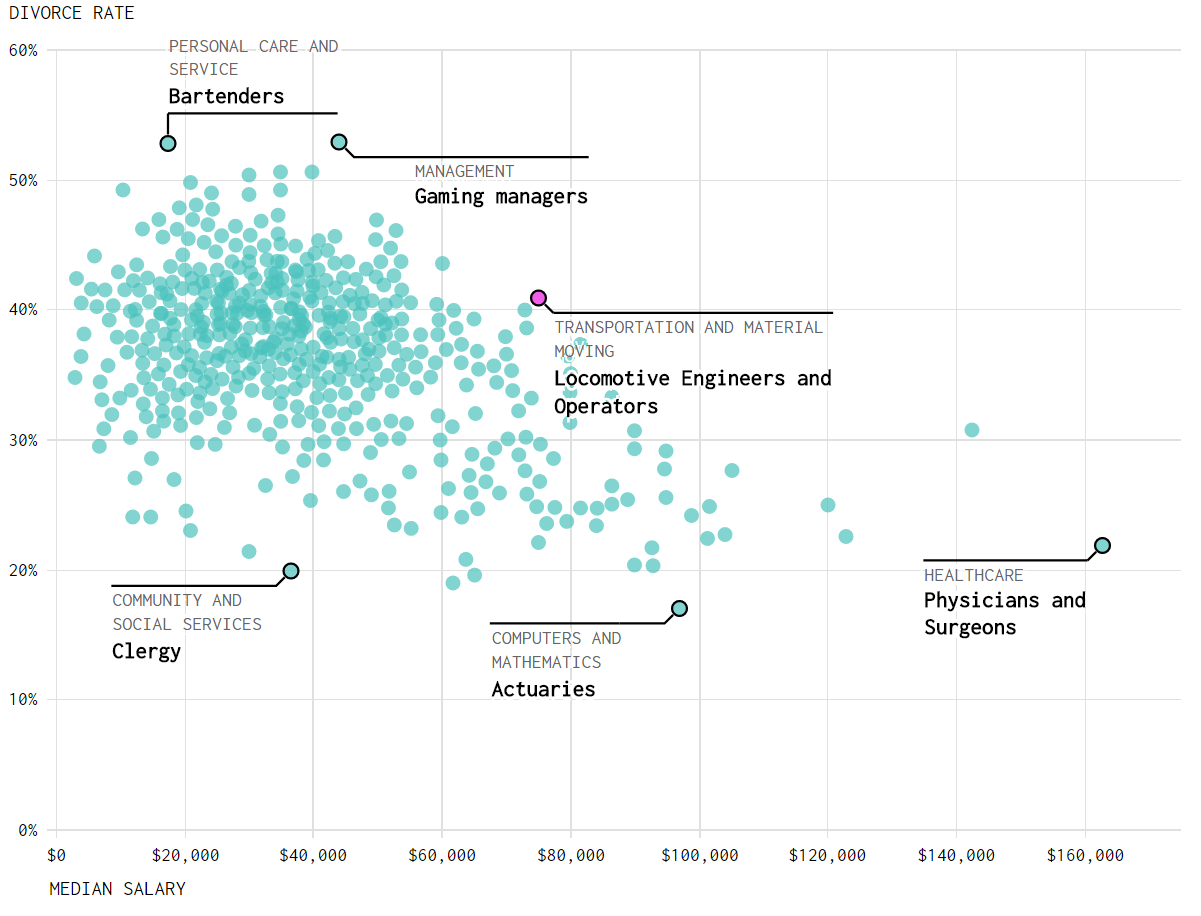 DIVORCE RATE
60%
PERSONAL CARE AND
SERVICE
Bartenders
MANAGEMENT
Gaming managers
50%
40%
TRANSPORTATION AND MATERIAL
MOVING
Locomotive Engineers and
Operators
30%
20%
COMMUNITY AND
SOCIAL SERVICES
Clergy
COMPUTERS AND
MATHEMATICS
Actuaries
HEALTHCARE
Physicians and
Surgeons
10%
0%
$0 $20,000 $40,000 $60,000 $80,000 $100,000 $120,000 $140,000 $160,000
MEDIAN SALARY